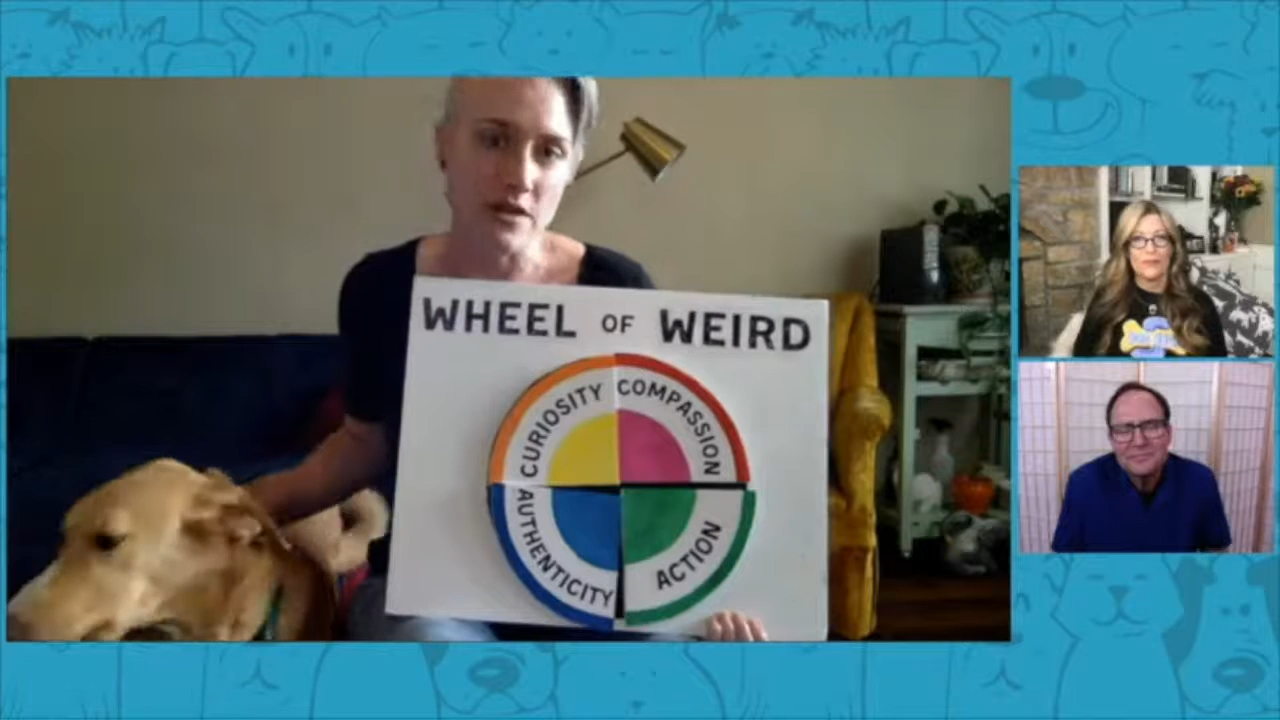 WHEEL OF WEIRD
CURIOSITY
COMPASSION
AUTHENTICITY
ACTION